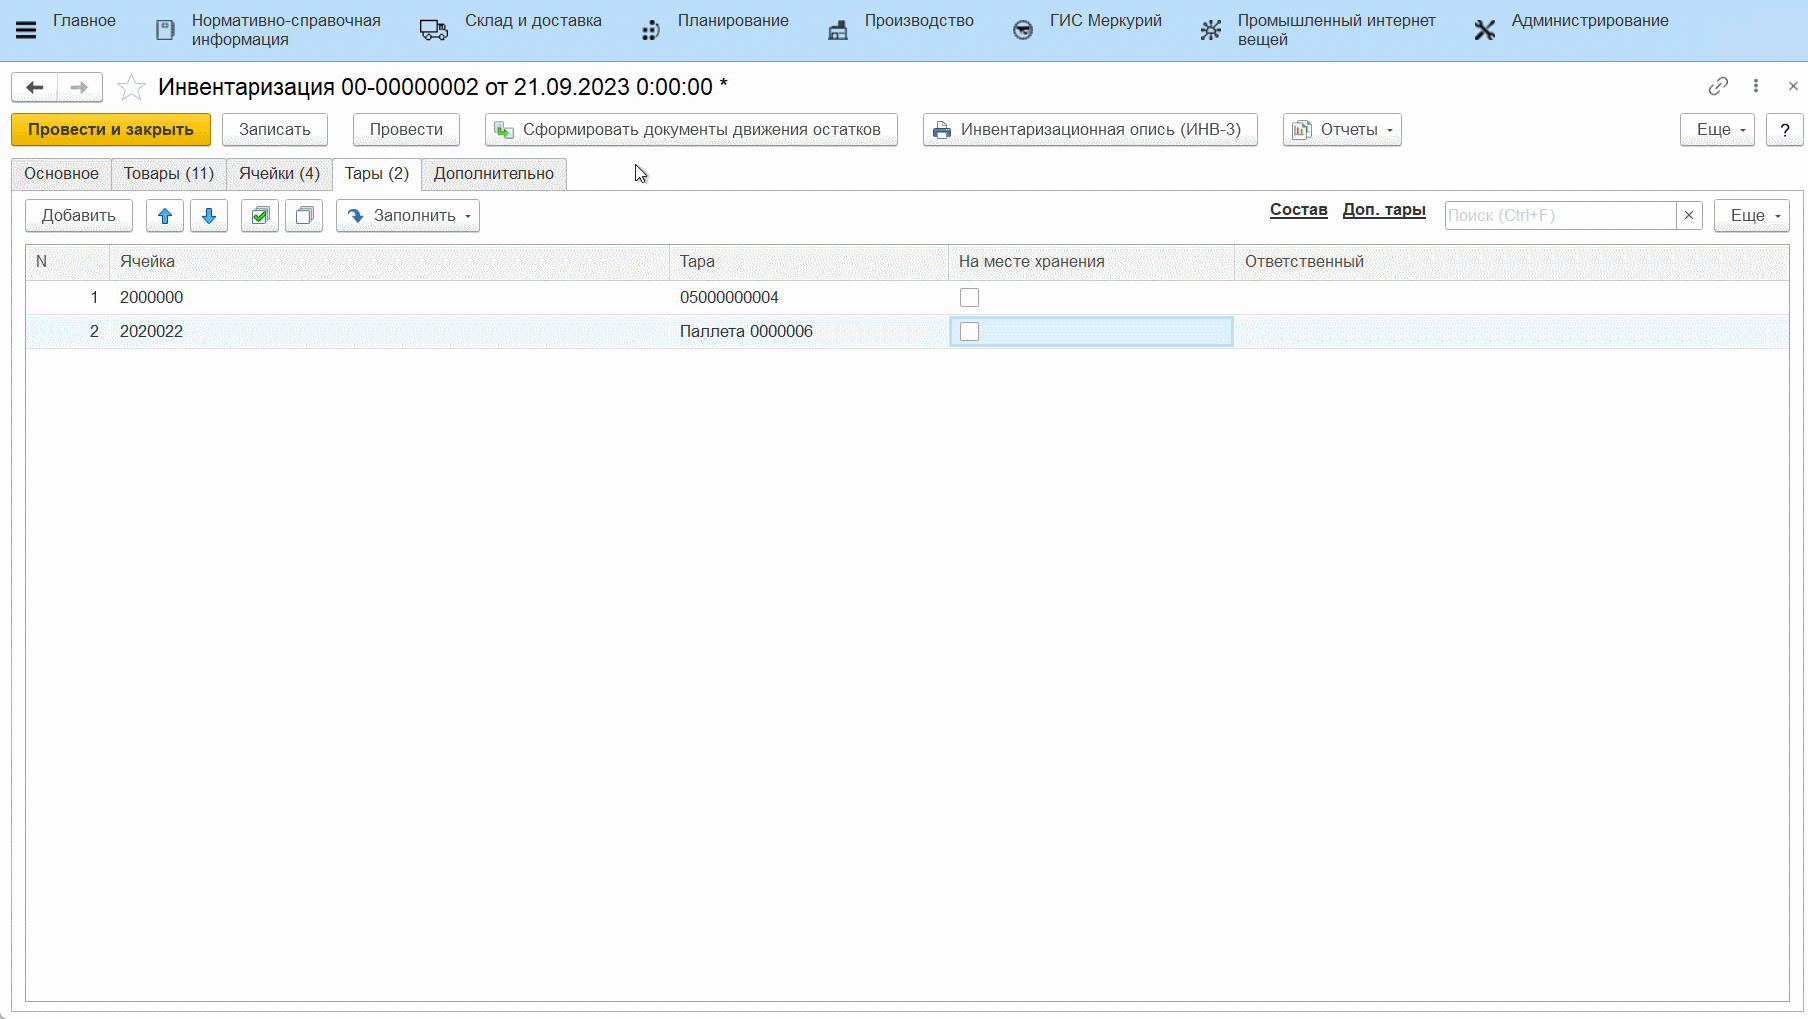 Главное
Нормативно-справочная
информация
Склад и доставка
Планирование
Производство
ГИС Меркурий
Промышленный интернет
вещей
Администрирование
Инвентаризация 00-00000002 от 21.09.2023 0:00:00 *
Провести и закрыть
Записать
Провести
Сформировать документы движения остатков
Инвентаризационная опись (ИНВ-3)
Отчеты
Еще
?
Основное
Товары (11)
Ячейки (4)
Тары (2)
Дополнительно
Добавить
Заполнить
Состав
Доп. тары
Поиск (Ctrl+F)
×
Еще
N Ячейка Тара На месте хранения Ответственный
1 2000000 05000000004
2 2020022 Паллета 0000006